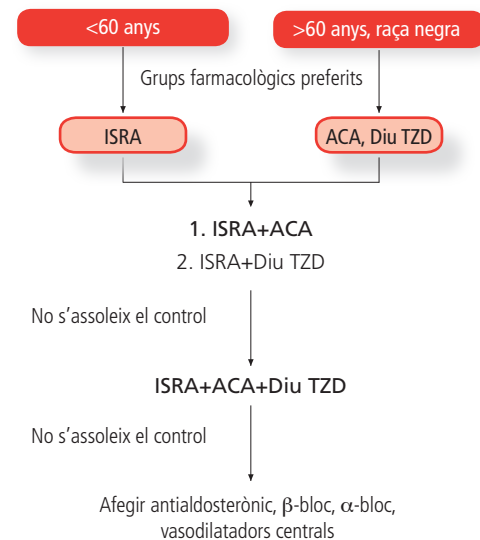 <60 anys
>60 anys, raça negra
Grups farmacològics preferits
ISRA
ACA, Diu TZD
1. ISRA+ACA
2. ISRA+Diu TZD
No s'assoleix el control
ISRA+ACA+Diu TZD
No s'assoleix el control
Afegir antialdosterònic, β-bloc, α-bloc,
vasodilatadors centrals